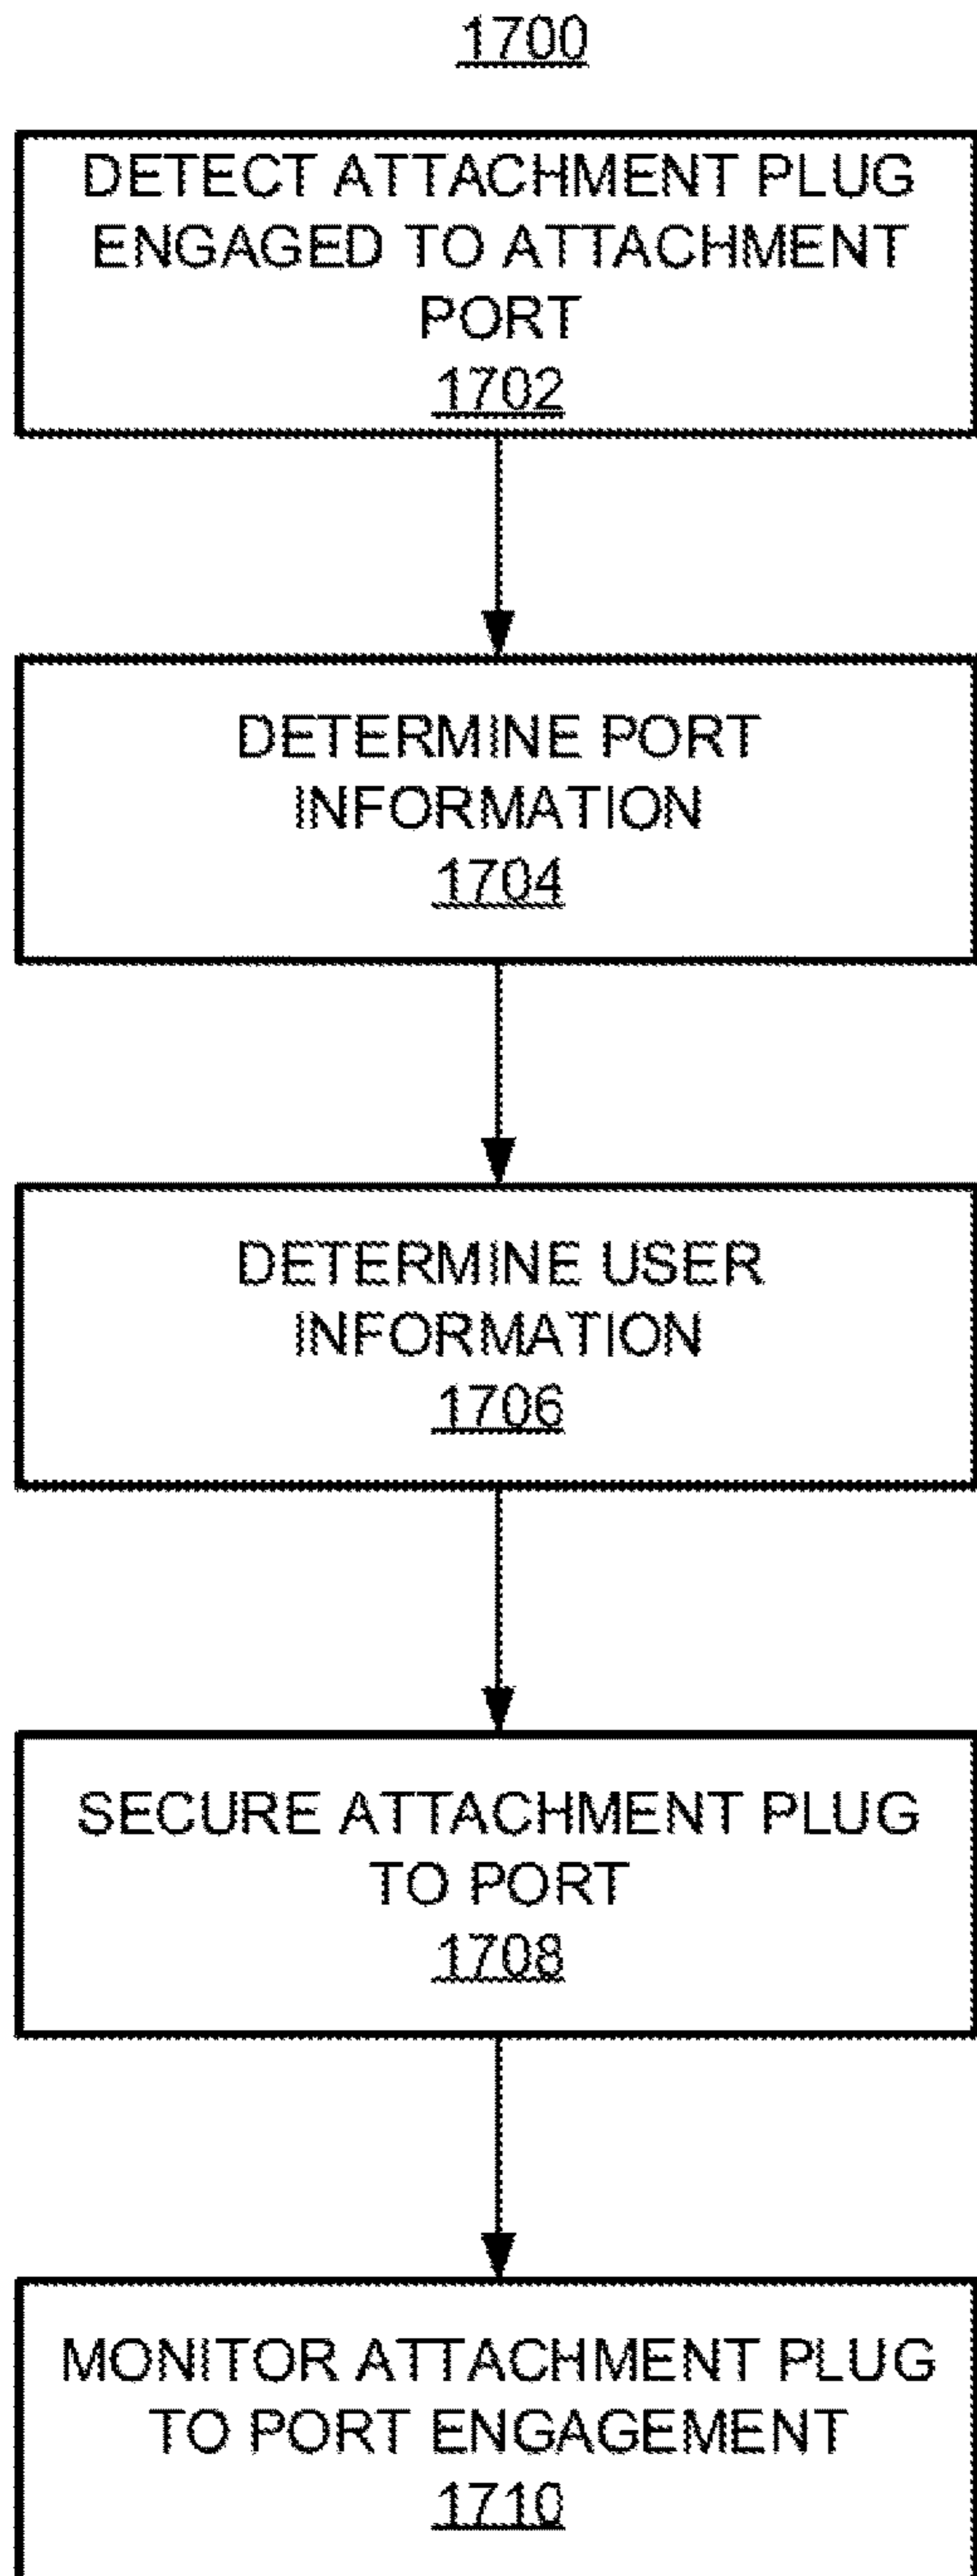 1700
DETECT ATTACHMENT PLUG
ENGAGED TO ATTACHMENT
PORT
1702
DETERMINE PORT
INFORMATION
1704
DETERMINE USER
INFORMATION
1706
SECURE ATTACHMENT PLUG
TO PORT
1708
MONITOR ATTACHMENT PLUG
TO PORT ENGAGEMENT
1710